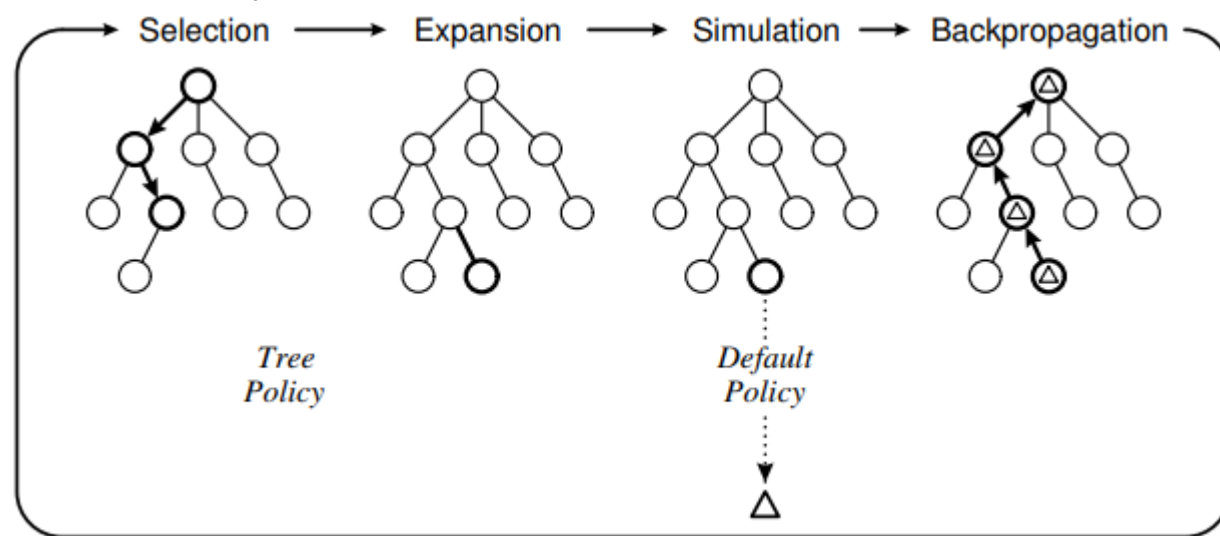 Selection Expansion Simulation Backpropagation
Tree
Policy
Default
Policy